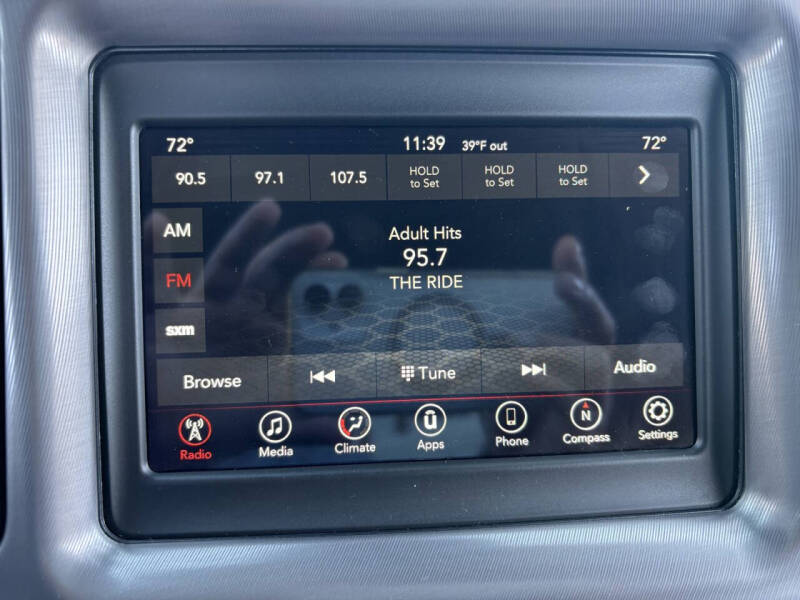 72° 11:39 39°F out 72°
90.5 97.1 107.5 HOLD to Set HOLD to Set HOLD to Set
AM
Adult Hits
95.7
FM
THE RIDE
sxm
Browse Tune Audio
Radio Media Climate Apps Phone N Compass Settings